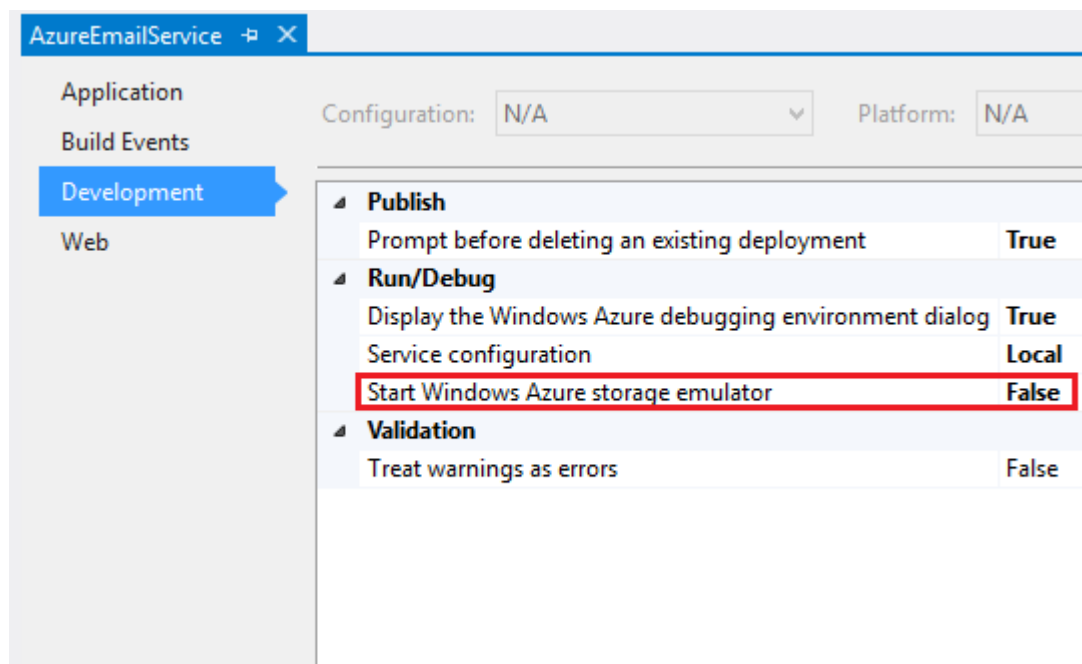 AzureEmailService
Application
Build Events
Development
Web
Configuration: N/A Platform: N/A
Publish
Prompt before deleting an existing deployment True
Run/Debug
Display the Windows Azure debugging environment dialog True
Service configuration Local
Start Windows Azure storage emulator False
Validation
Treat warnings as errors False